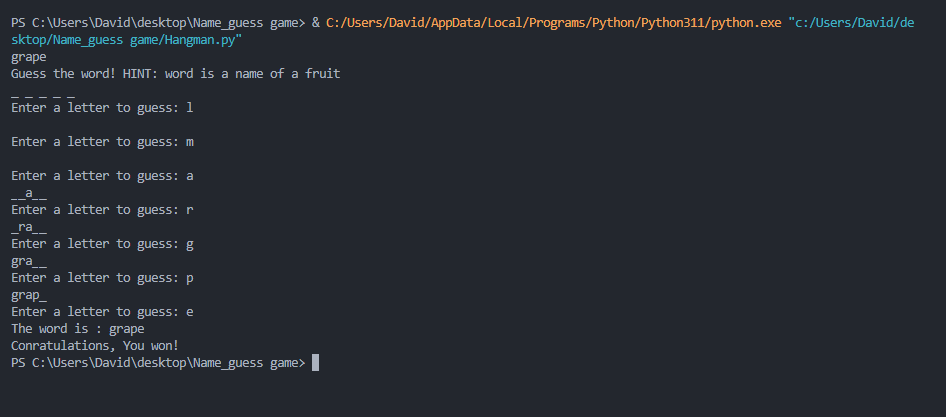 PS C:\Users\David\desktop\Name_guess game> & C:/Users/David/AppData/Local/Programs/Python/Python311/python.exe "c:/Users/David/de
sktop/Name_guess game/Hangman.py"
grape
Guess the word! HINT: word is a name of a fruit
_ _ _ _ _
Enter a letter to guess: l
Enter a letter to guess: m
Enter a letter to guess: a
__a__
Enter a letter to guess: r
_ra__
Enter a letter to guess: g
gra__
Enter a letter to guess: p
grap_
Enter a letter to guess: e
The word is : grape
Conratulations, You won!
PS C:\Users\David\desktop\Name_guess game>